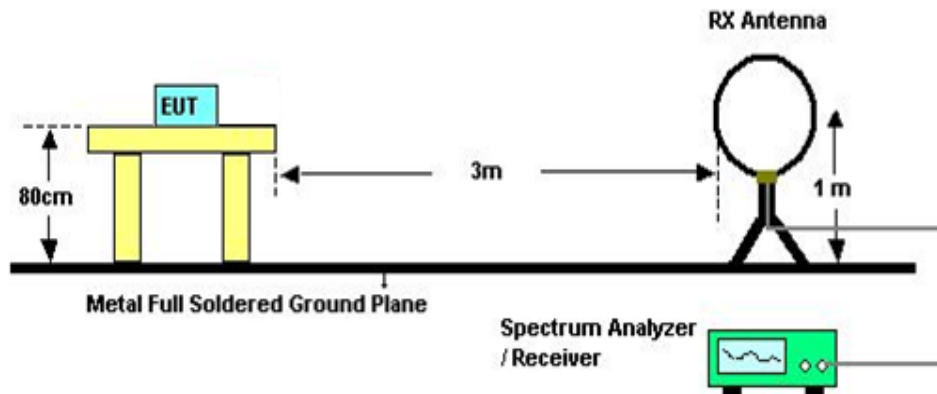 RX Antenna
EUT
3m
80cm
1 m
Metal Full Soldered Ground Plane
Spectrum Analyzer
/ Receiver